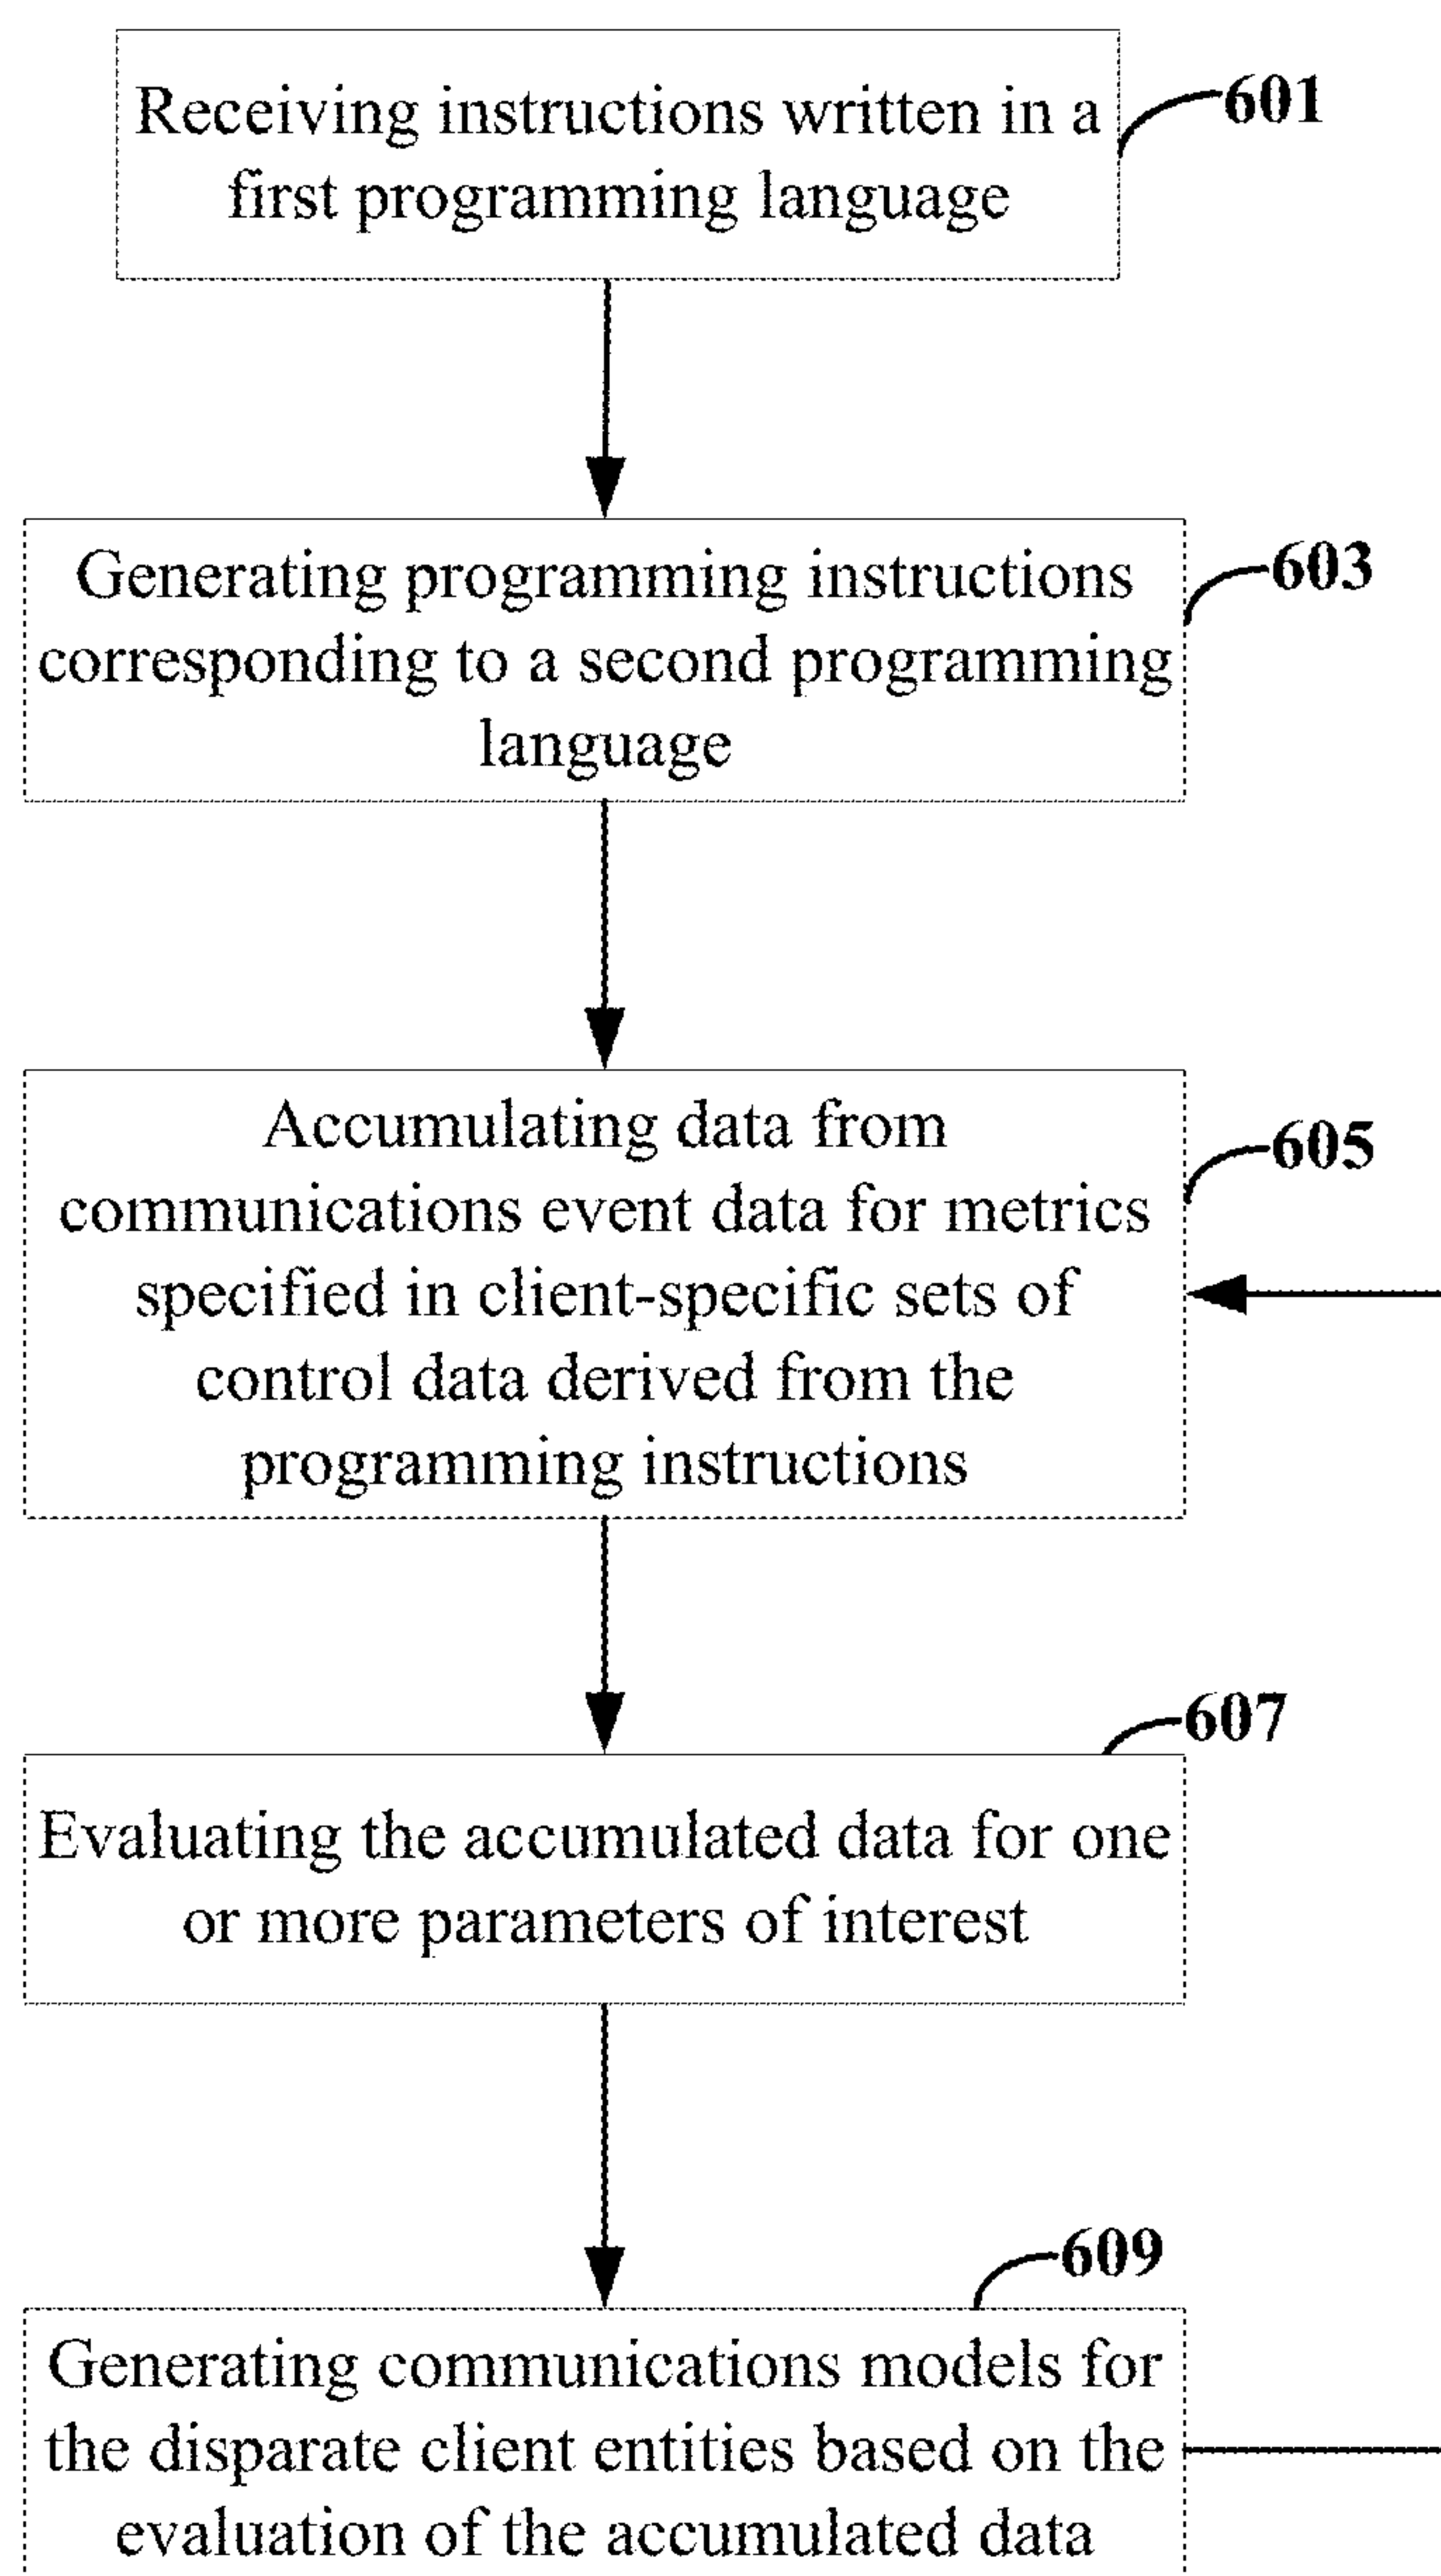 Receiving instructions written in a
first programming language
601
Generating programming instructions
corresponding to a second programming
language
603
Accumulating data from
communications event data for metrics
specified in client-specific sets of
control data derived from the
programming instructions
605
607
Evaluating the accumulated data for one
or more parameters of interest
609
Generating communications models for
the disparate client entities based on the
evaluation of the accumulated data